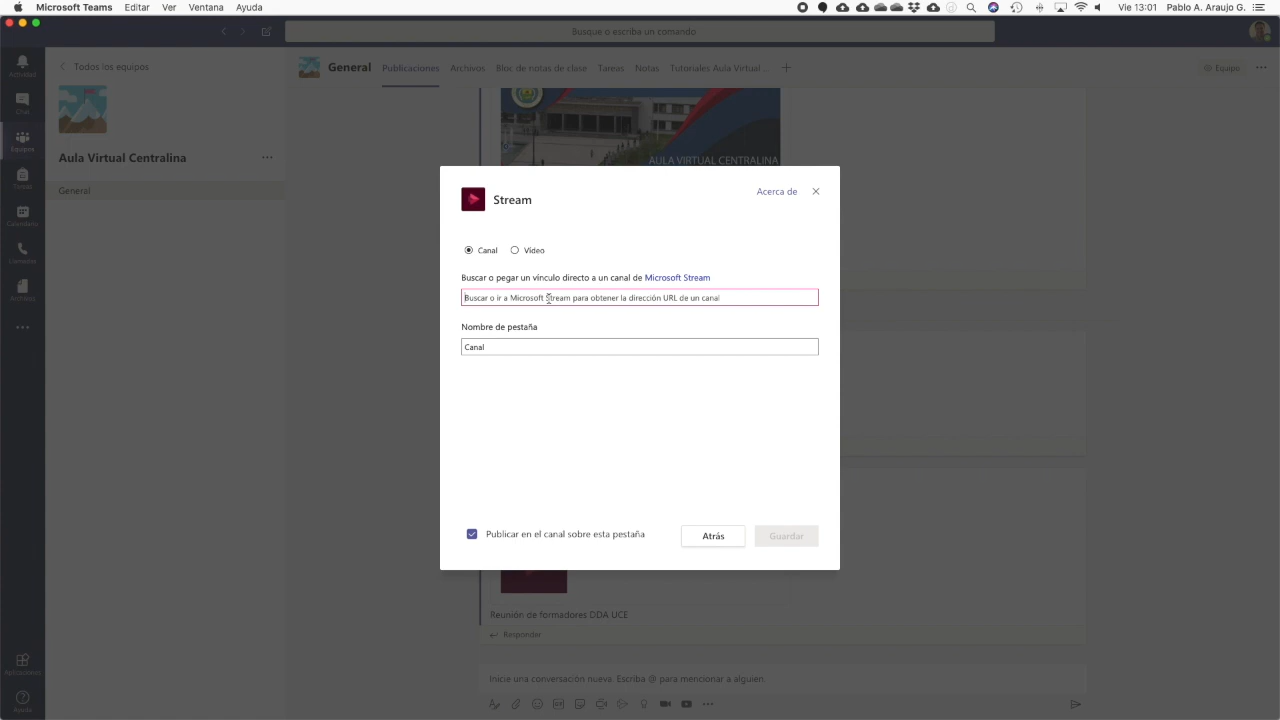 Microsoft Teams Editar Ver Ventana Ayuda
Vie 13:01 Pablo A. Araujo G.
Busque o escriba un comando
Actividad
Chat
Equipos
Tareas
Calendario
Llamadas
Archivos
Aplicaciones
Ayuda
Todos los equipos
Aula Virtual Centralina
General
General Publicaciones Archivos Bloc de notas de clase Tareas Notas Tutoriales Aula Virtual ...
Equipo
AULA VIRTUAL CENTRALINA
Stream
Acerca de
Canal Vídeo
Buscar o pegar un vínculo directo a un canal de Microsoft Stream
Buscar o ir a Microsoft Stream para obtener la dirección URL de un canal
Nombre de pestaña
Canal
Publicar en el canal sobre esta pestaña
Atrás
Guardar
Reunión de formadores DDA UCE
Responder
Inicie una conversación nueva. Escriba @ para mencionar a alguien.